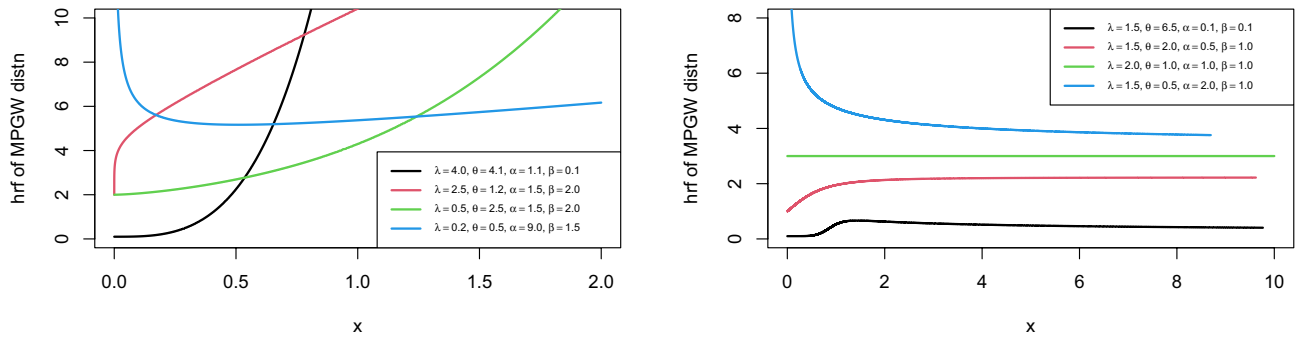 hrf of MPGW distn
10
8
6
4
2
0
λ = 4.0, θ = 4.1, α = 1.1, β = 0.1
λ = 2.5, θ = 1.2, α = 1.5, β = 2.0
λ = 0.5, θ = 2.5, α = 1.5, β = 2.0
λ = 0.2, θ = 0.5, α = 9.0, β = 1.5
0.0 0.5 1.0 1.5 2.0
x
hrf of MPGW distn
8
6
4
2
0
λ = 1.5, θ = 6.5, α = 0.1, β = 0.1
λ = 1.5, θ = 2.0, α = 0.5, β = 1.0
λ = 2.0, θ = 1.0, α = 1.0, β = 1.0
λ = 1.5, θ = 0.5, α = 2.0, β = 1.0
0 2 4 6 8 10
x